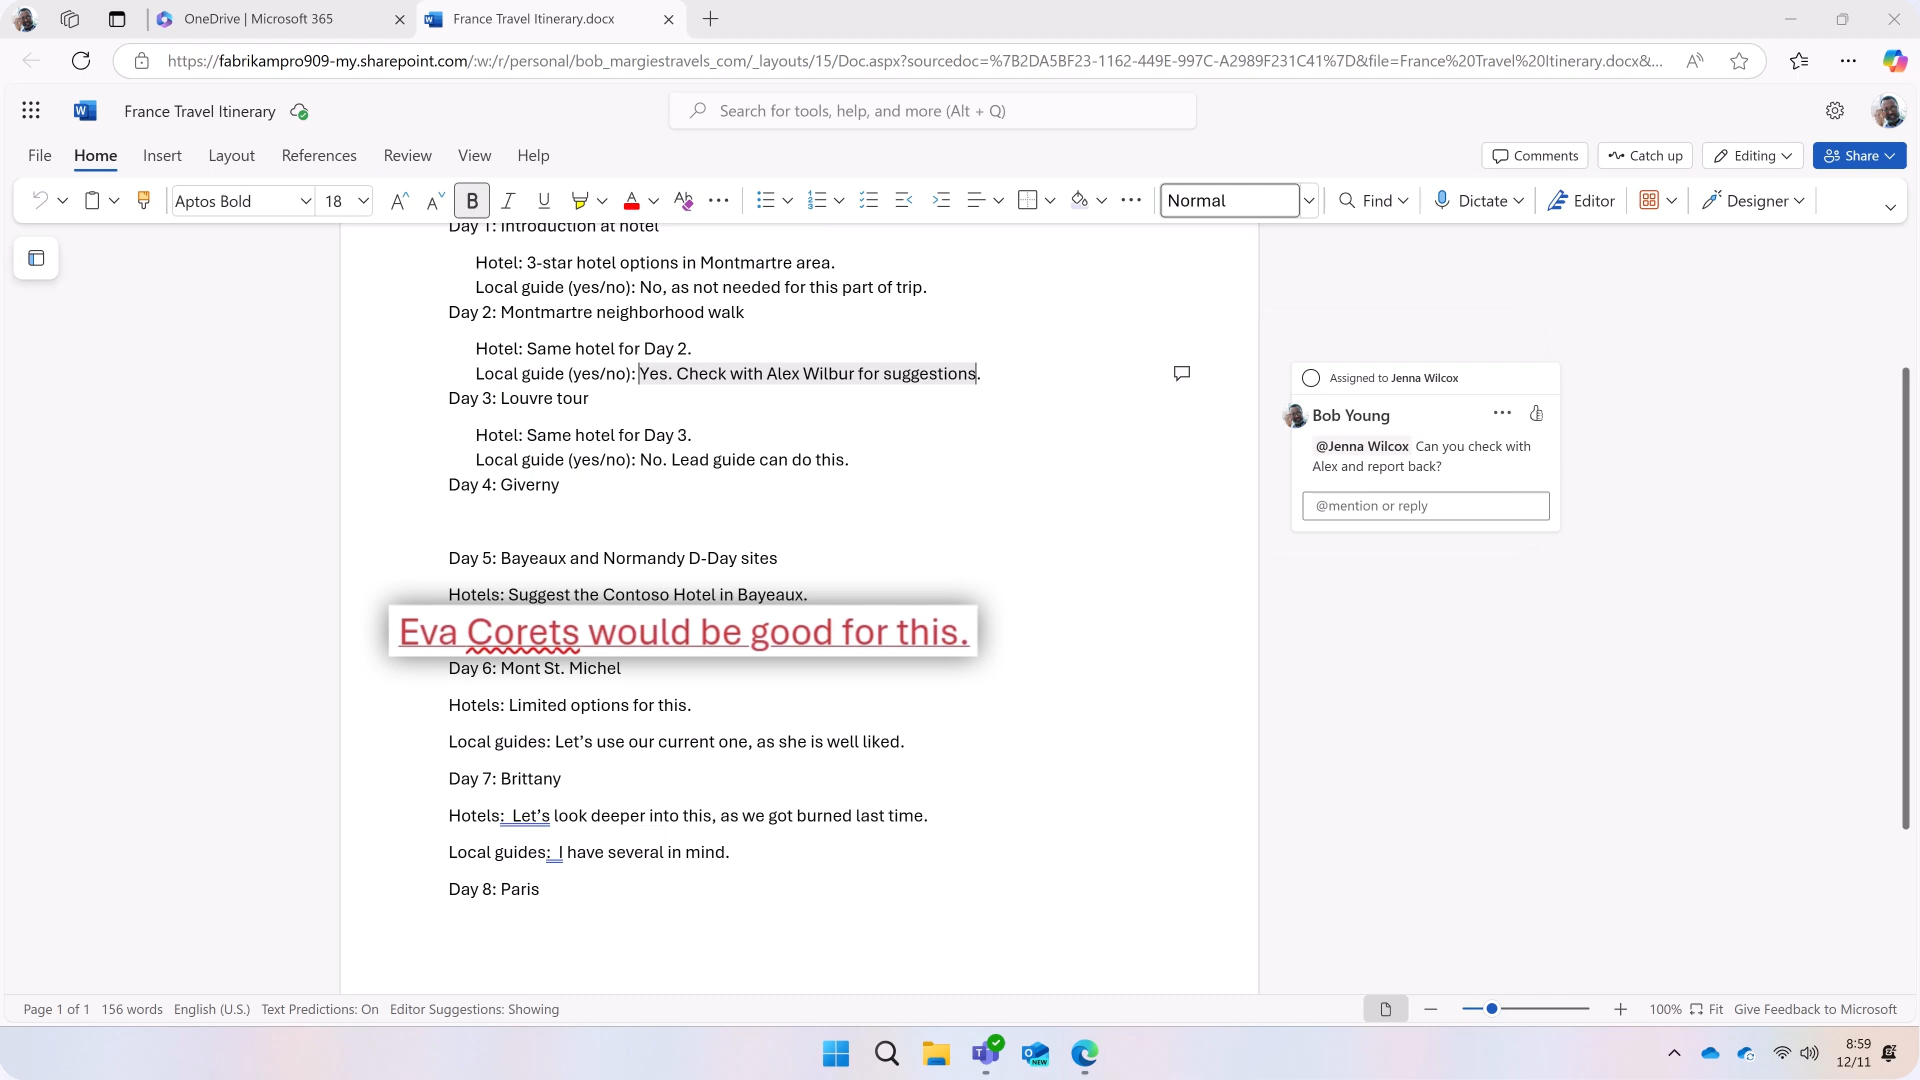 OneDrive | Microsoft 365
France Travel Itinerary.docx
https://fabrikampro909-my.sharepoint.com/:w:/r/personal/bob_margiestravels_com/_layouts/15/Doc.aspx?sourcedoc=%7B2DA5BF23-1162-449E-997C-A2989F231C41%7D&file=France%20Travel%20Itinerary.docx&...
France Travel Itinerary
Search for tools, help, and more (Alt + Q)
File Home Insert Layout References Review View Help
Comments Catch up Editing Share
Aptos Bold 18 Normal Find Dictate Editor Designer
Day 1: Introduction at hotel
Hotel: 3-star hotel options in Montmartre area.
Local guide (yes/no): No, as not needed for this part of trip.
Day 2: Montmartre neighborhood walk
Hotel: Same hotel for Day 2.
Local guide (yes/no): Yes. Check with Alex Wilbur for suggestions.
Day 3: Louvre tour
Hotel: Same hotel for Day 3.
Local guide (yes/no): No. Lead guide can do this.
Day 4: Giverny
Day 5: Bayeaux and Normandy D-Day sites
Hotels: Suggest the Contoso Hotel in Bayeaux.
Eva Corets would be good for this.
Day 6: Mont St. Michel
Hotels: Limited options for this.
Local guides: Let's use our current one, as she is well liked.
Day 7: Brittany
Hotels:  Let's look deeper into this, as we got burned last time.
Local guides:  I have several in mind.
Day 8: Paris
Assigned to Jenna Wilcox
Bob Young
@Jenna Wilcox Can you check with
Alex and report back?
@mention or reply
Page 1 of 1 156 words English (U.S.) Text Predictions: On Editor Suggestions: Showing
100% Fit Give Feedback to Microsoft
8:59
12/11